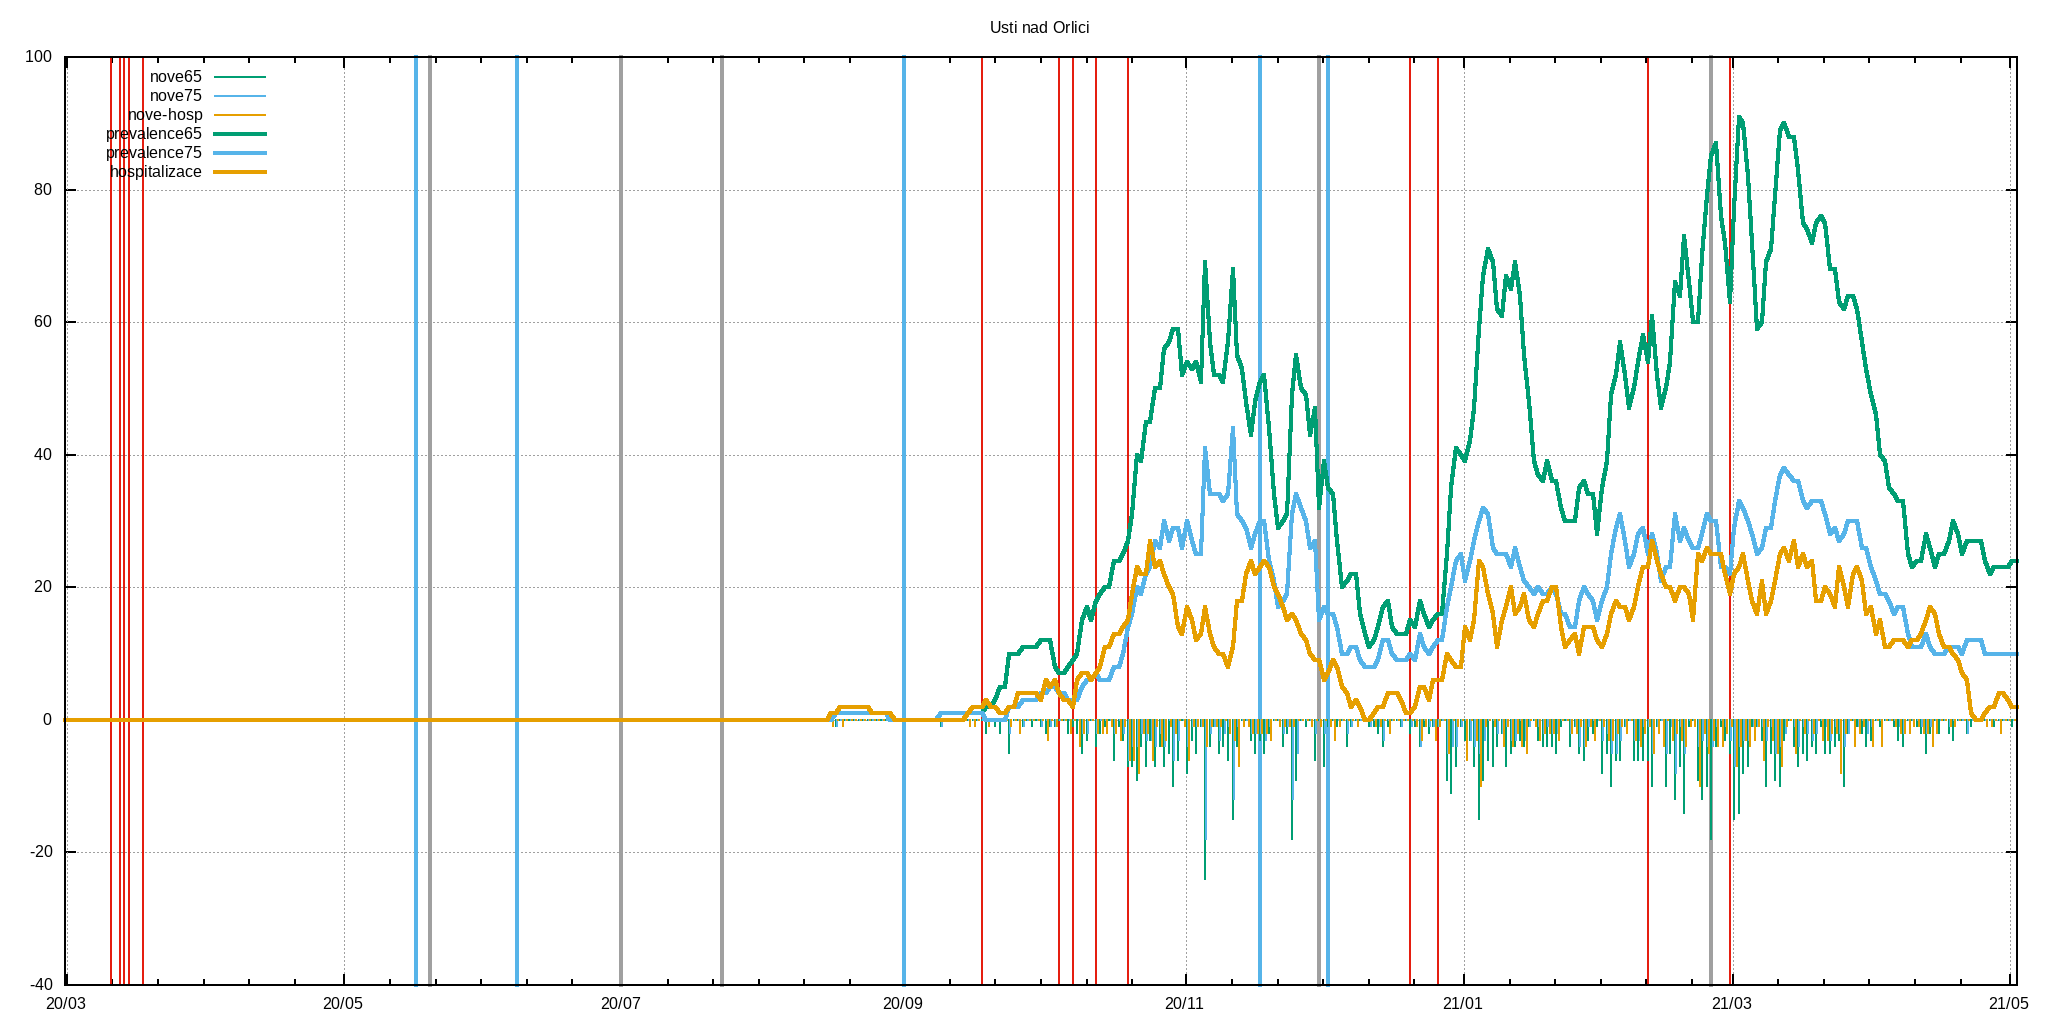 Usti nad Orlici
100
80
60
40
20
0
-20
-40
nove65
nove75
nove-hosp
prevalence65
prevalence75
hospitalizace
20/03 20/05 20/07 20/09 20/11 21/01 21/03 21/05